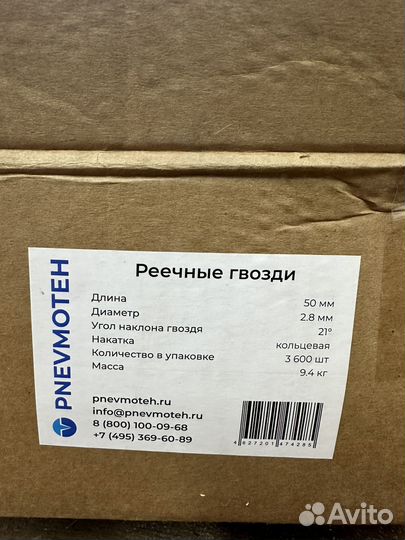 PNEVMOTEH
Реечные гвозди
Длина 50 мм
Диаметр 2.8 мм
Угол наклона гвоздя 21°
Накатка кольцевая
Количество в упаковке 3 600 шт
Масса 9.4 кг
pnevmoteh.ru
info@pnevmoteh.ru
8 (800) 100-09-68
+7 (495) 369-60-89
4627201474285
Avito